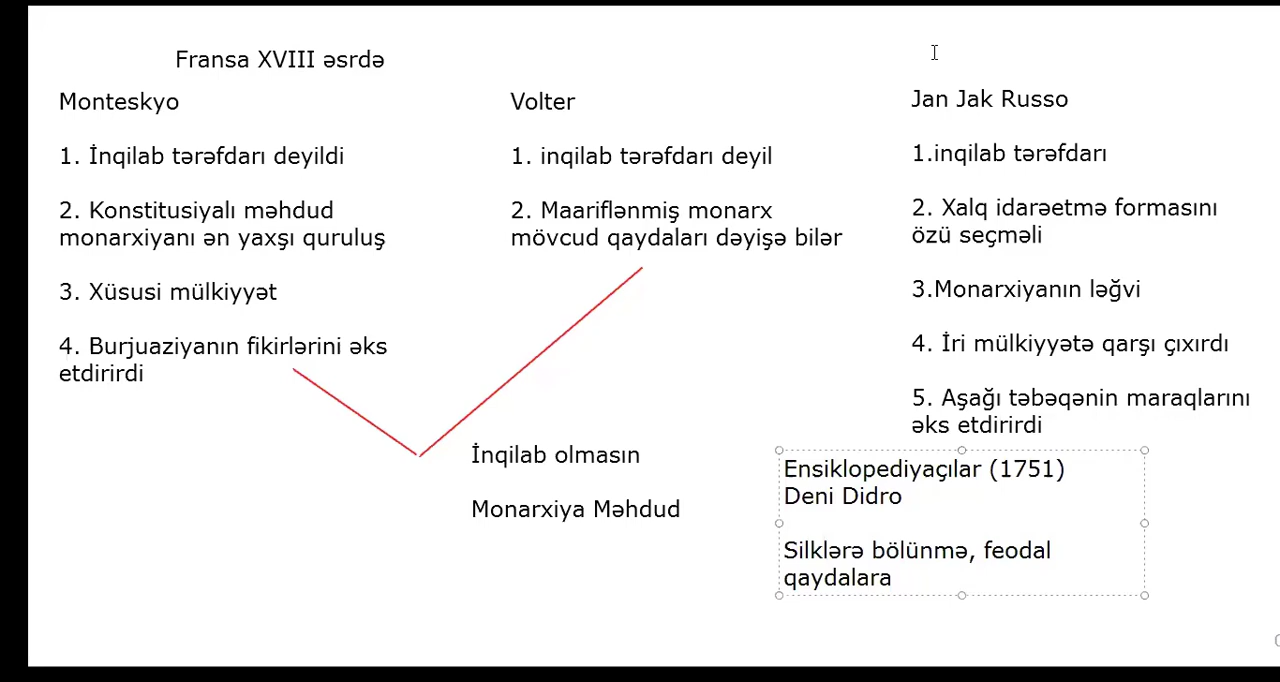 Fransa XVIII əsrdə
Monteskyo
1. İnqilab tərəfdarı deyildi
2. Konstitusiyalı məhdud
monarxiyanı ən yaxşı quruluş
3. Xüsusi mülkiyyət
4. Burjuaziyanın fikirlərini əks
etdirirdi
Volter
1. inqilab tərəfdarı deyil
2. Maariflənmiş monarx
mövcud qaydaları dəyişə bilər
Jan Jak Russo
1.inqilab tərəfdarı
2. Xalq idarəetmə formasını
özü seçməli
3.Monarxiyanın ləğvi
4. İri mülkiyyətə qarşı çıxırdı
5. Aşağı təbəqənin maraqlarını
əks etdirirdi
İnqilab olmasın
Monarxiya Məhdud
Ensiklopediyaçılar (1751)
Deni Didro
Silklərə bölünmə, feodal
qaydalara